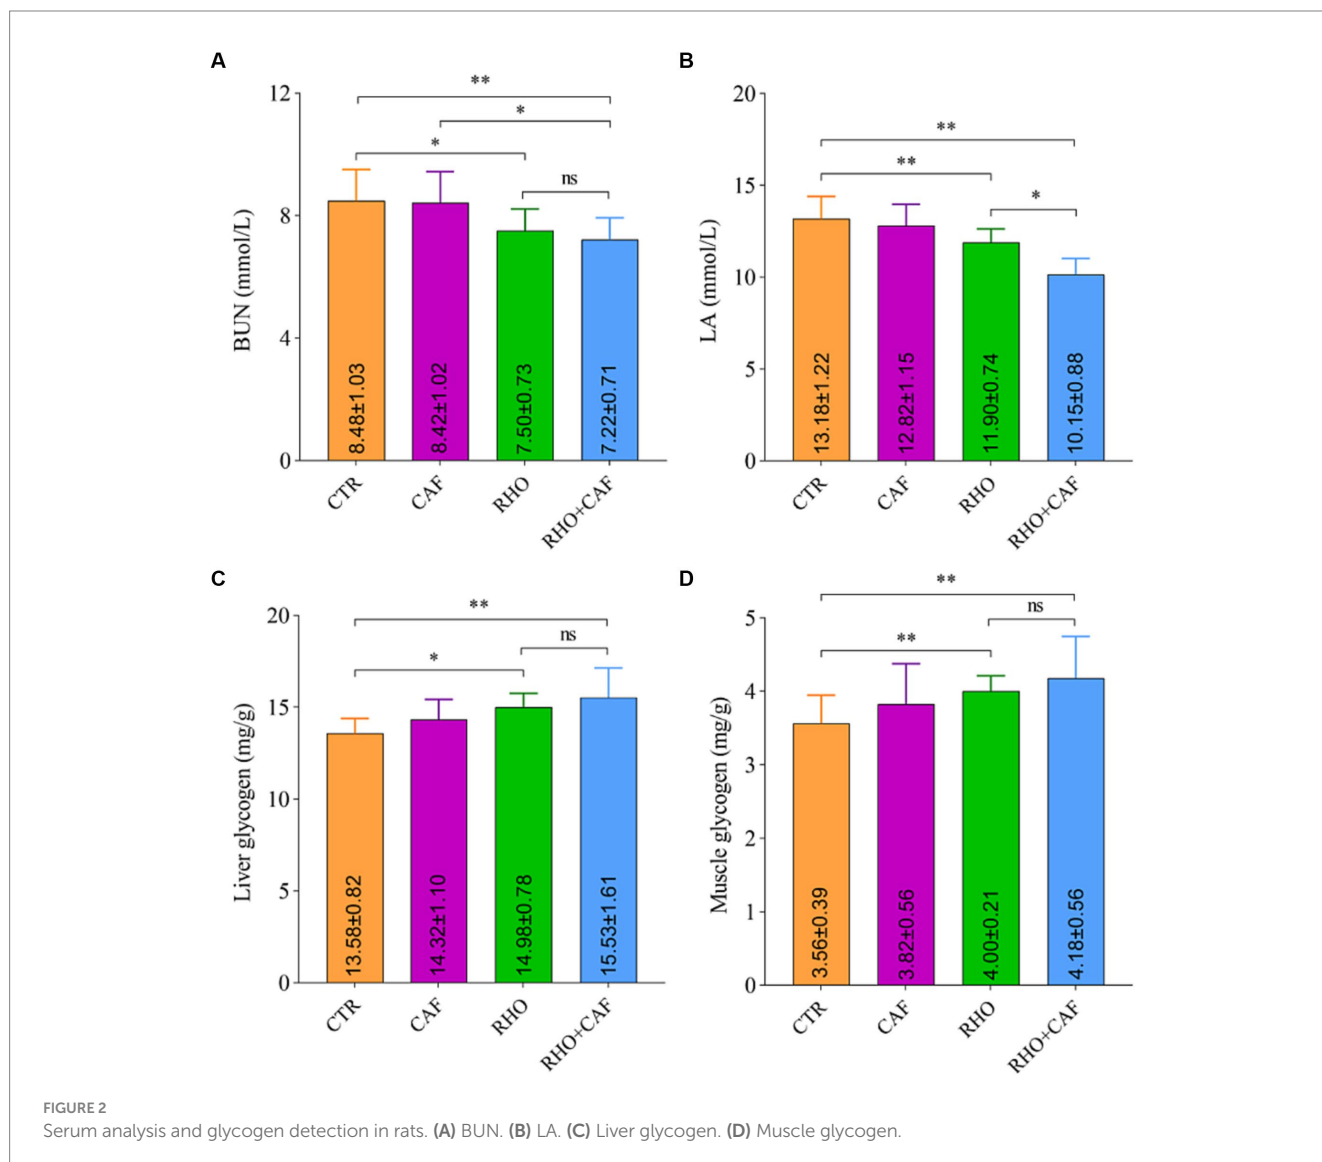 A
BUN (mmol/L)
12
8
4
0
**
*
*
ns
8.48±1.03
8.42±1.02
7.50±0.73
7.22±0.71
CTR
CAF
RHO
RHO+CAF
B
LA (mmol/L)
20
15
10
5
0
**
**
*
13.18±1.22
12.82±1.15
11.90±0.74
10.15±0.88
CTR
CAF
RHO
RHO+CAF
C
Liver glycogen (mg/g)
20
15
10
5
0
**
ns
*
13.58±0.82
14.32±1.10
14.98±0.78
15.53±1.61
CTR
CAF
RHO
RHO+CAF
D
Muscle glycogen (mg/g)
5
4
3
2
1
0
**
ns
**
3.56±0.39
3.82±0.56
4.00±0.21
4.18±0.56
CTR
CAF
RHO
RHO+CAF
FIGURE 2
Serum analysis and glycogen detection in rats. (A) BUN. (B) LA. (C) Liver glycogen. (D) Muscle glycogen.